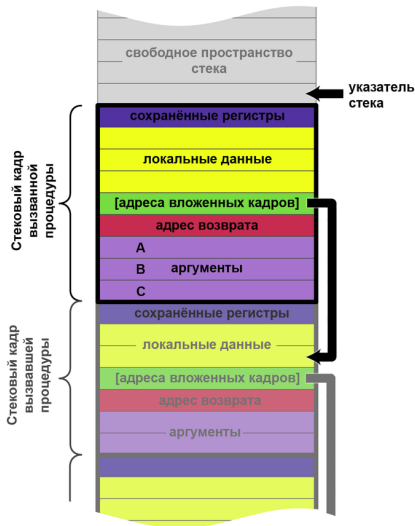 свободное пространство
стека
указатель
стека
Стековый кадр
вызванной
процедуры
сохранённые регистры
локальные данные
[адреса вложенных кадров]
адрес возврата
A
B аргументы
C
Стековый кадр
вызвавшей
процедуры
сохранённые регистры
локальные данные
[адреса вложенных кадров]
адрес возврата
аргументы